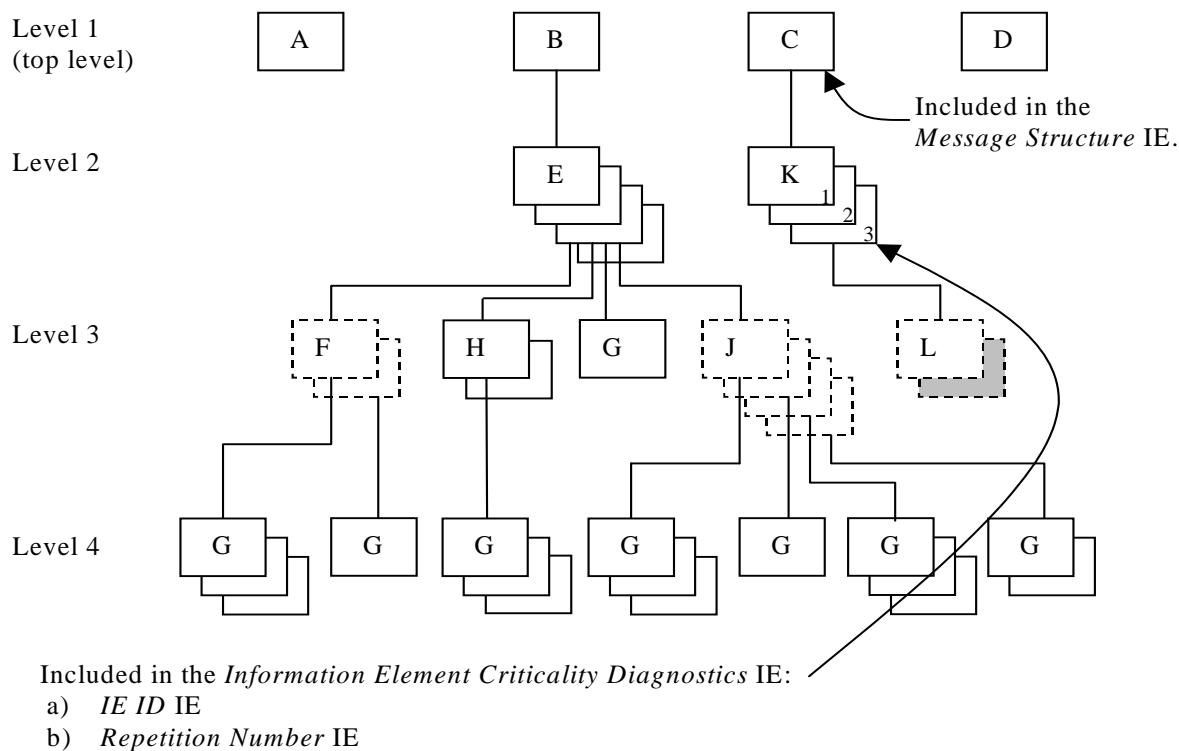 Level 1
(top level)
A
B
C
D
Included in the
Message Structure IE.
Level 2
E
K
1
2
3
Level 3
F
H
G
J
L
Level 4
G
G
G
G
G
G
G
Included in the Information Element Criticality Diagnostics IE:
a) IE ID IE
b) Repetition Number IE